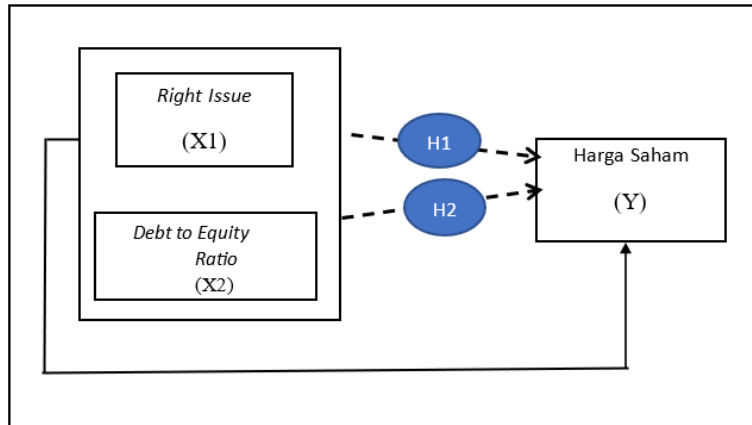 Right Issue
(X1)
H1
Harga Saham
(Y)
H2
Debt to Equity
Ratio
(X2)